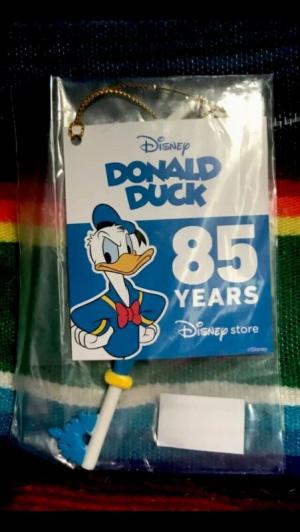 Disney
DONALD
DUCK
85
YEARS
Disney store
©Disney